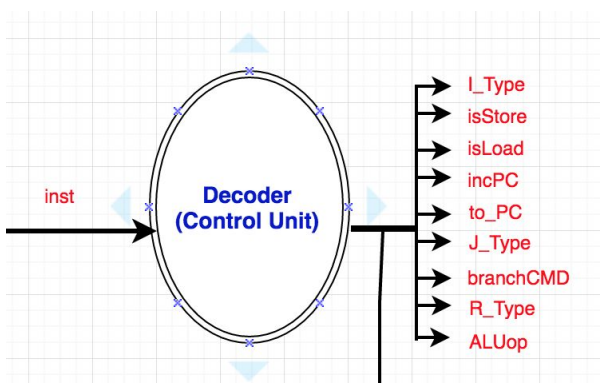 inst
Decoder
(Control Unit)
I_Type
isStore
isLoad
incPC
to_PC
J_Type
branchCMD
R_Type
ALUop